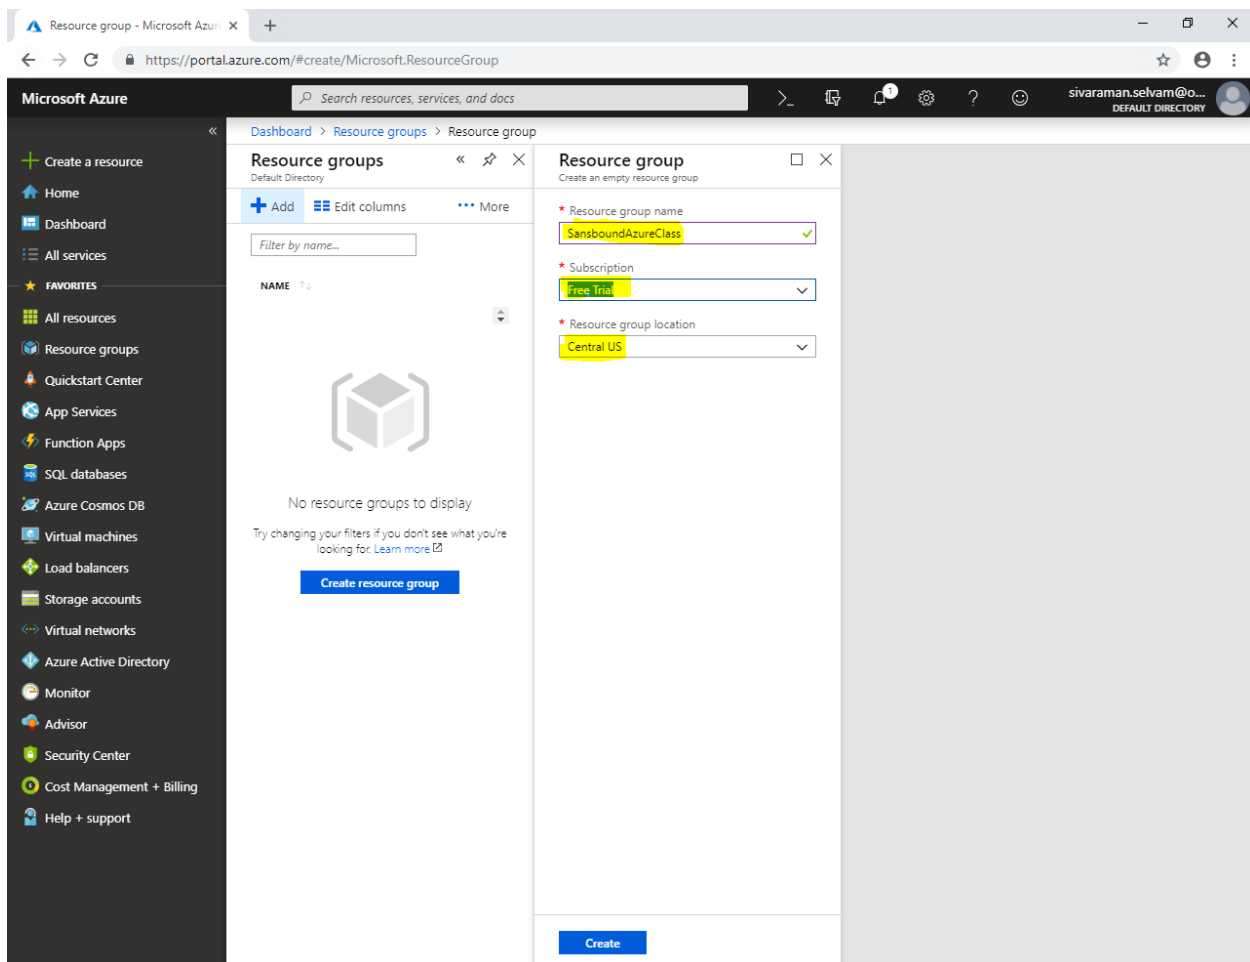 Resource group - Microsoft Azur
https://portal.azure.com/#create/Microsoft.ResourceGroup
Microsoft Azure
Search resources, services, and docs
1
sivaraman.selvam@o...
DEFAULT DIRECTORY
Create a resource
Home
Dashboard
All services
FAVORITES
All resources
Resource groups
Quickstart Center
App Services
Function Apps
SQL databases
Azure Cosmos DB
Virtual machines
Load balancers
Storage accounts
Virtual networks
Azure Active Directory
Monitor
Advisor
Security Center
Cost Management + Billing
Help + support
Dashboard > Resource groups > Resource group
Resource groups
Default Directory
Add Edit columns ••• More
Filter by name...
NAME
No resource groups to display
Try changing your filters if you don't see what you're
looking for. Learn more
Create resource group
Resource group
Create an empty resource group
* Resource group name
SansboundAzureClass
* Subscription
Free Trial
* Resource group location
Central US
Create